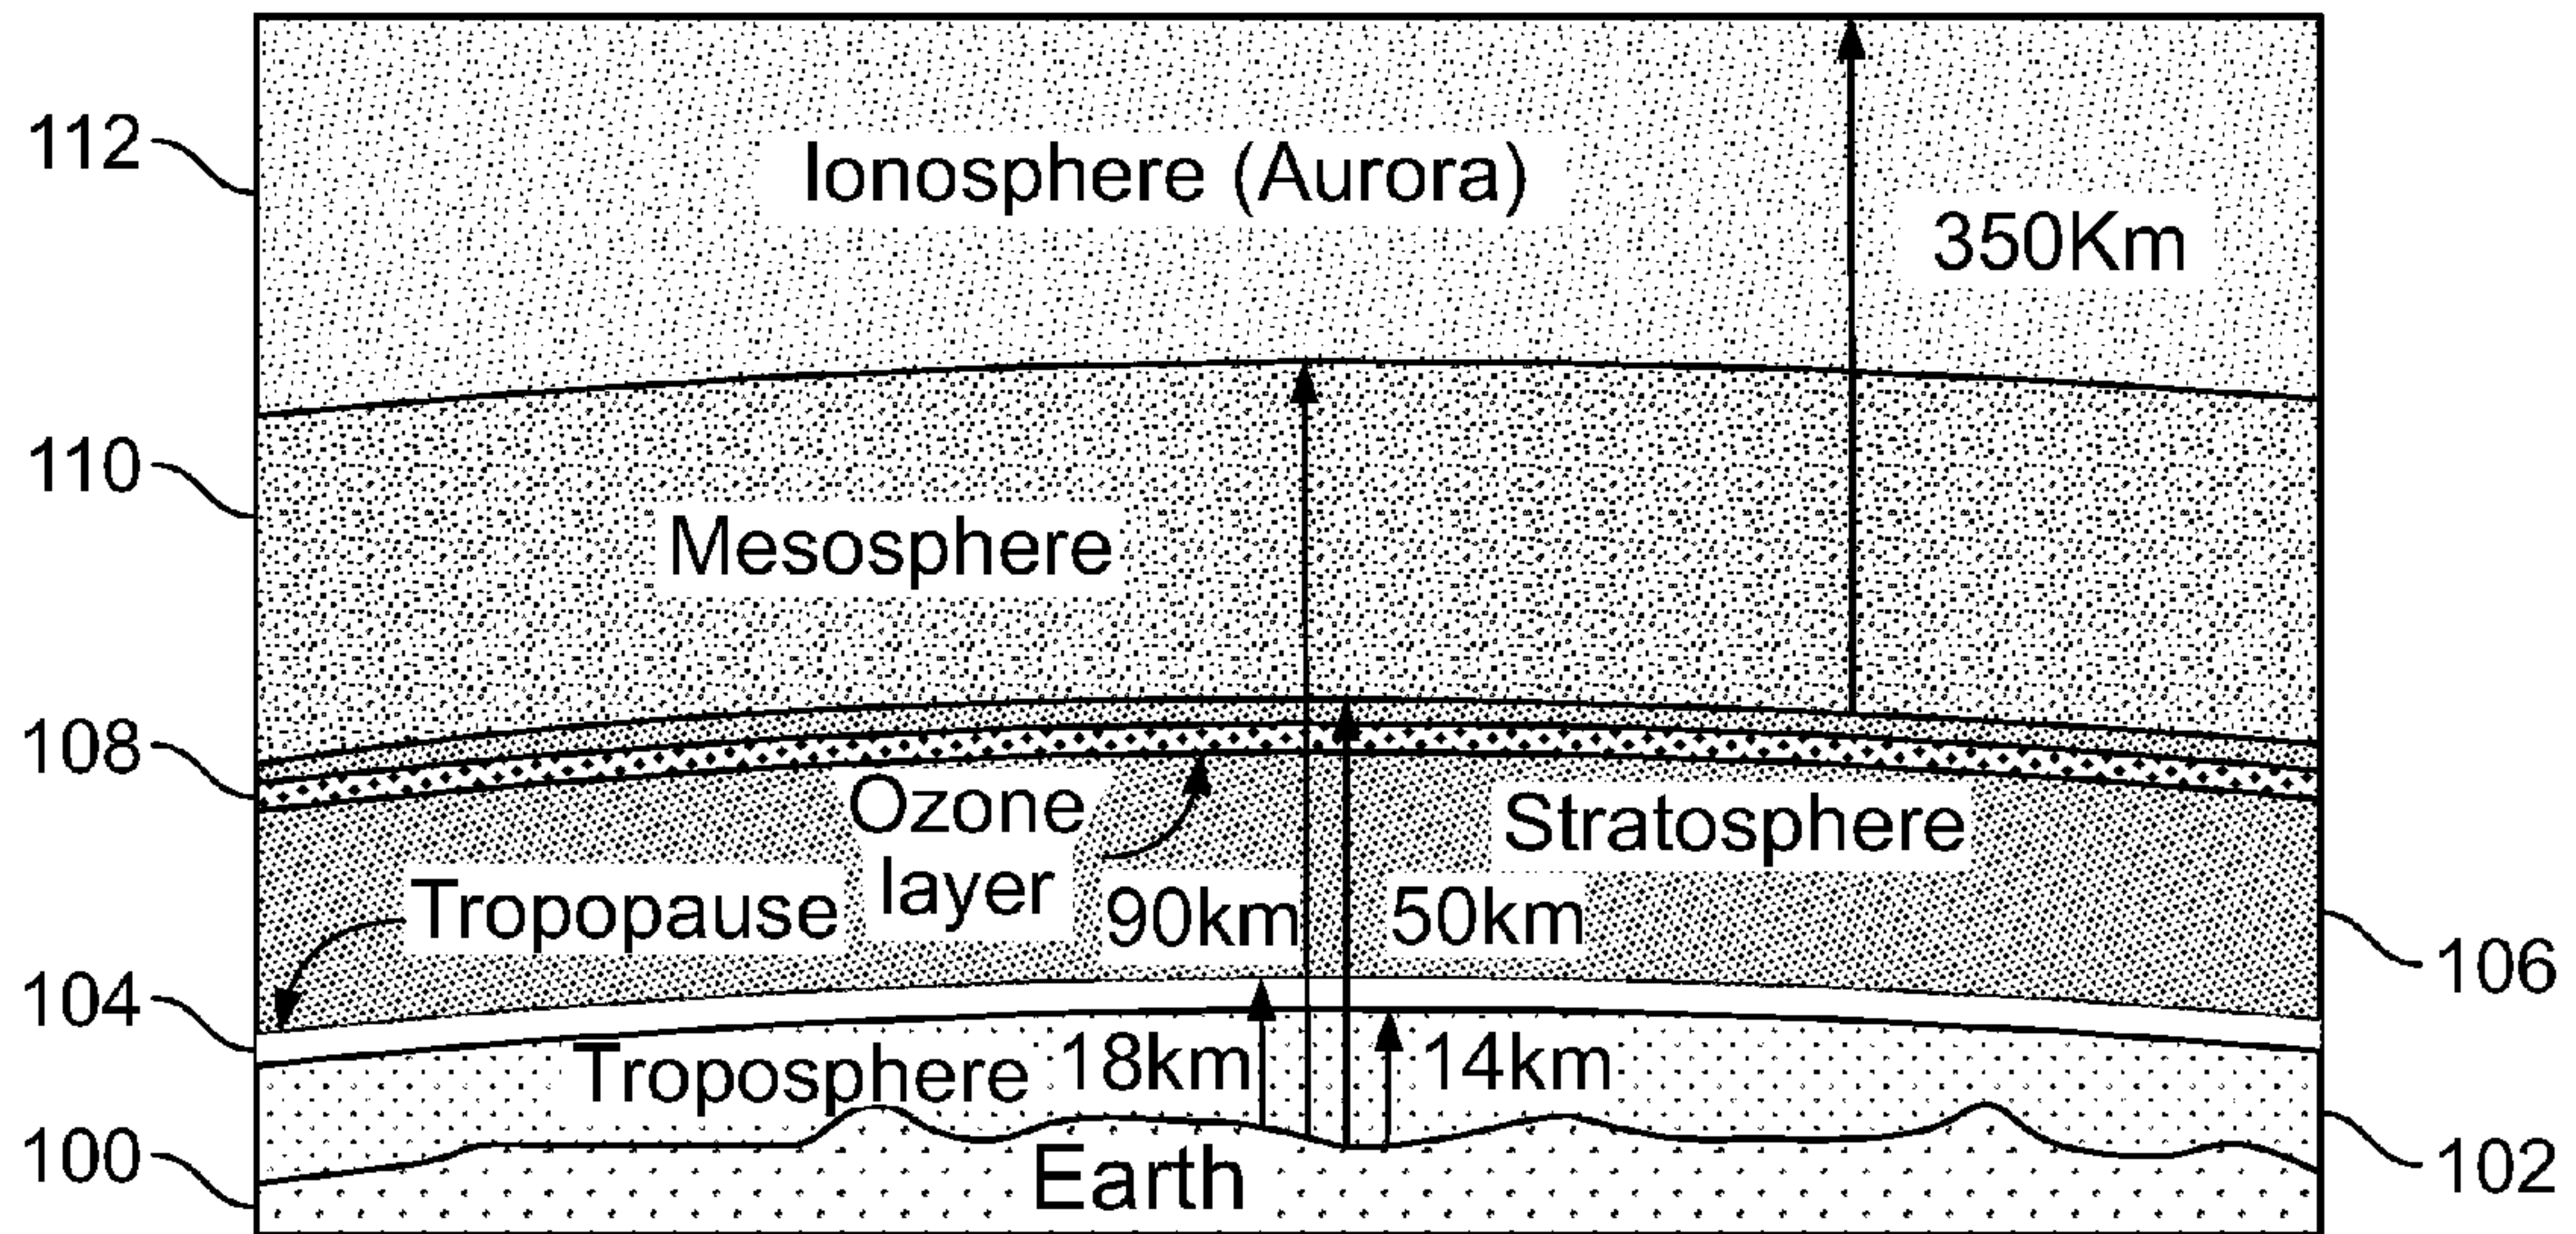 112
Ionosphere (Aurora)
350Km
110
Mesosphere
108
Ozone
layer
Stratosphere
Tropopause
90km
50km
106
104
Troposphere
18km
14km
100
Earth
102